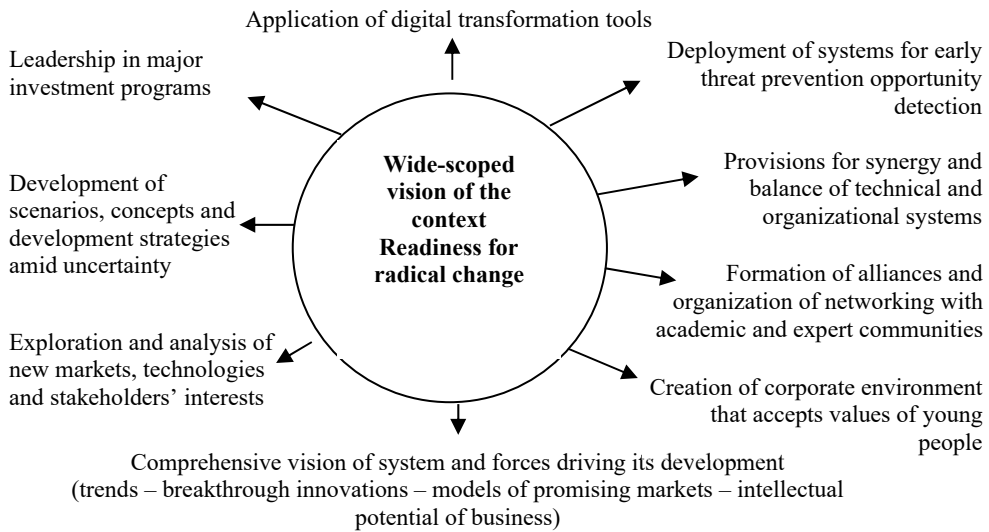 Application of digital transformation tools
Leadership in major
investment programs
Deployment of systems for early
threat prevention opportunity
detection
Wide-scoped
vision of the
context
Readiness for
radical change
Development of
scenarios, concepts and
development strategies
amid uncertainty
Provisions for synergy and
balance of technical and
organizational systems
Formation of alliances and
organization of networking with
academic and expert communities
Exploration and analysis of
new markets, technologies
and stakeholders’ interests
Creation of corporate environment
that accepts values of young
people
Comprehensive vision of system and forces driving its development
(trends – breakthrough innovations – models of promising markets – intellectual
potential of business)